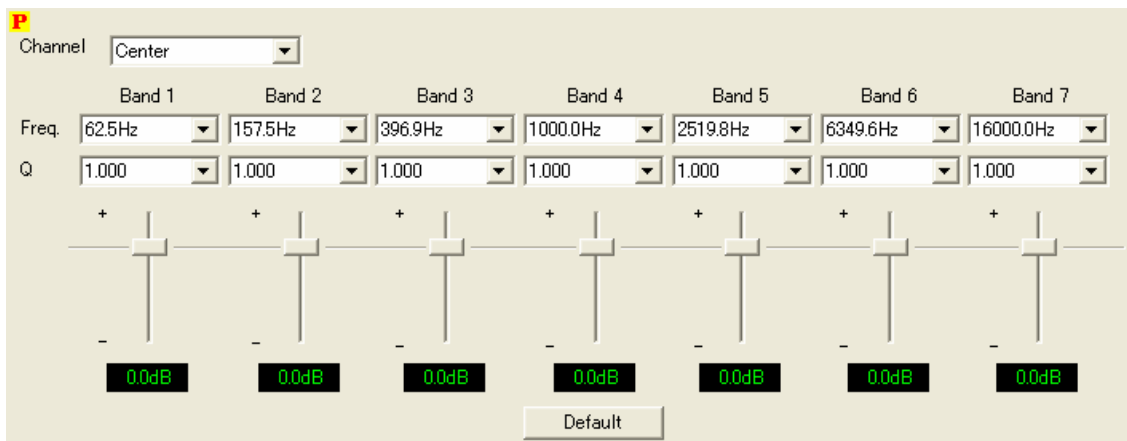 P
Channel Center
Band 1 Band 2 Band 3 Band 4 Band 5 Band 6 Band 7
Freq. 62.5Hz 157.5Hz 396.9Hz 1000.0Hz 2519.8Hz 6349.6Hz 16000.0Hz
Q 1.000 1.000 1.000 1.000 1.000 1.000 1.000
+ + + + + + +
- - - - - - -
0.0dB 0.0dB 0.0dB 0.0dB 0.0dB 0.0dB 0.0dB
Default